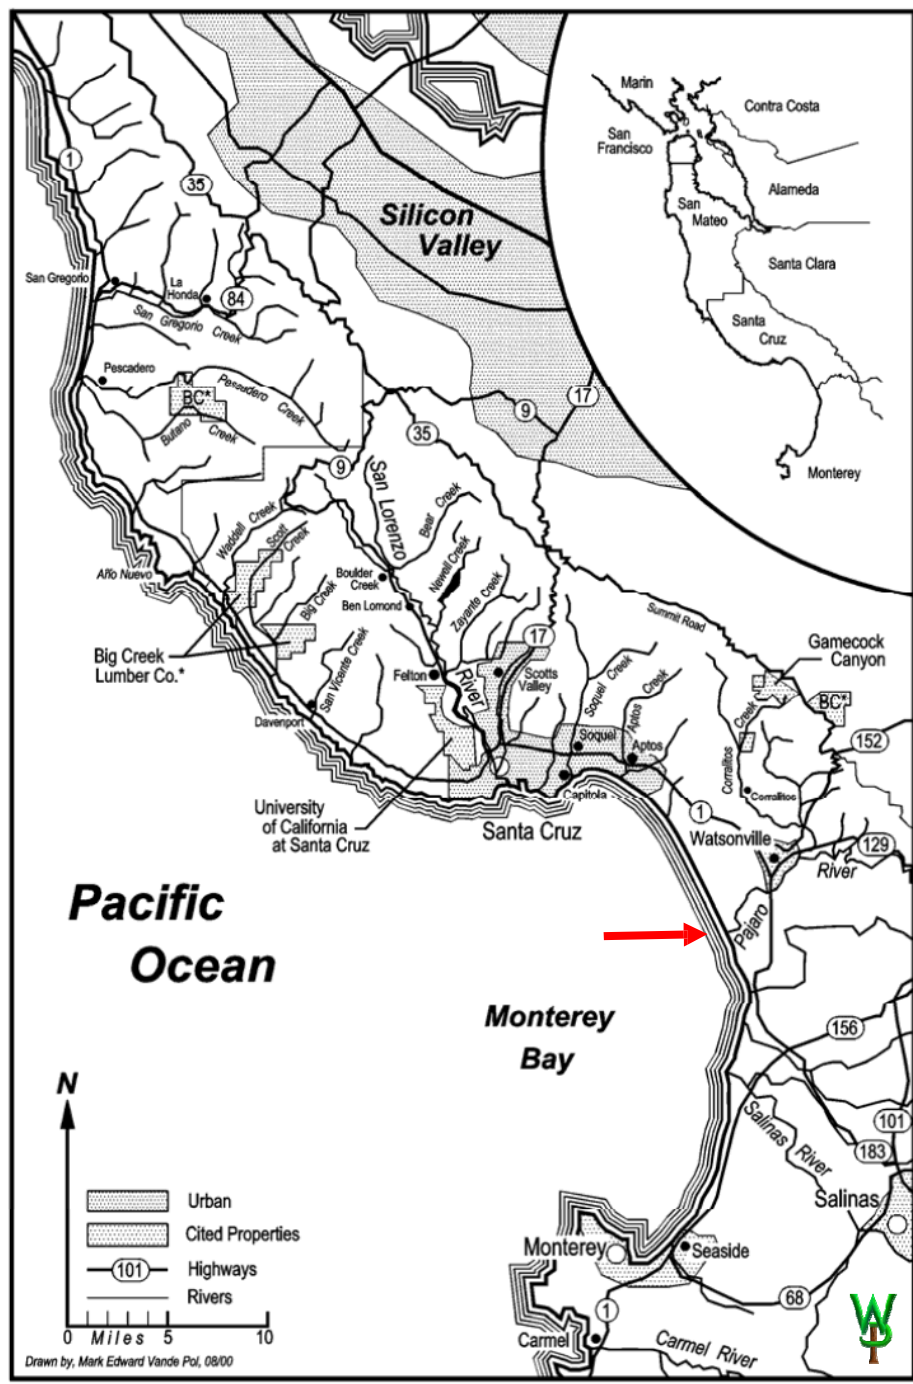 Marin
Contra Costa
San
Francisco
Alameda
San
Mateo
Santa Clara
Santa
Cruz
Monterey
1
35
Silicon
Valley
San Gregorio
La
Honda
84
San Gregorio Creek
Pescadero
BC*
Pescadero Creek
Butano Creek
17
9
35
9
San Lorenzo
River
Bear Creek
Waddell Creek
Scott
Creek
Newell Creek
Zayante Creek
Año Nuevo
Boulder
Creek
Big Creek
Ben Lomond
Summit Road
17
Big Creek
Lumber Co.*
San Vicente Creek
Felton
Scotts
Valley
Soquel Creek
Aptos Creek
Gamecock
Canyon
BC*
Corralitos Creek
152
Davenport
Soquel
Aptos
Capitola
Corralitos
University
of California
at Santa Cruz
Santa Cruz
1
Watsonville
129
River
Pajaro
Pacific
Ocean
Monterey
Bay
156
Salinas River
101
183
Salinas
N
Urban
Cited Properties
101
Highways
Rivers
0 Miles 5 10
Monterey
Seaside
68
1
Carmel
Carmel River
Drawn by, Mark Edward Vande Pol, 08/00